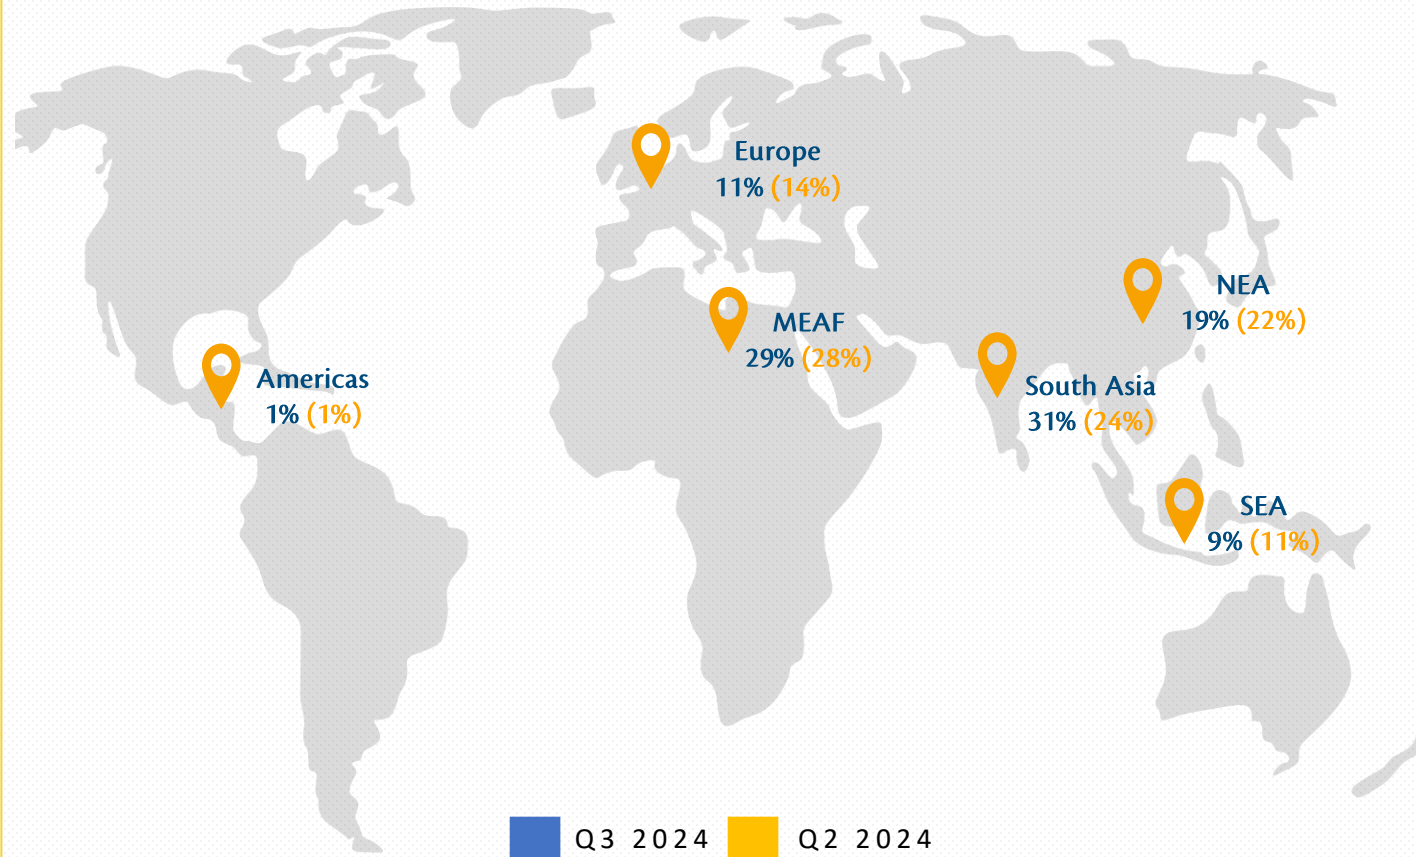 Europe
11% (14%)
NEA
19% (22%)
MEAF
29% (28%)
Americas
1% (1%)
South Asia
31% (24%)
SEA
9% (11%)
Q3 2024
Q2 2024